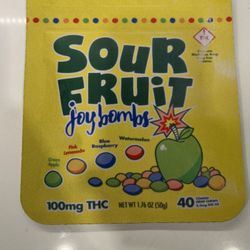 SOUR
FRUIT
joy bombs
Pink
Lemonade
Blue
Raspberry
Watermelon
Green
Apple
100mg THC
NET WT 1.76 OZ (50g)
40